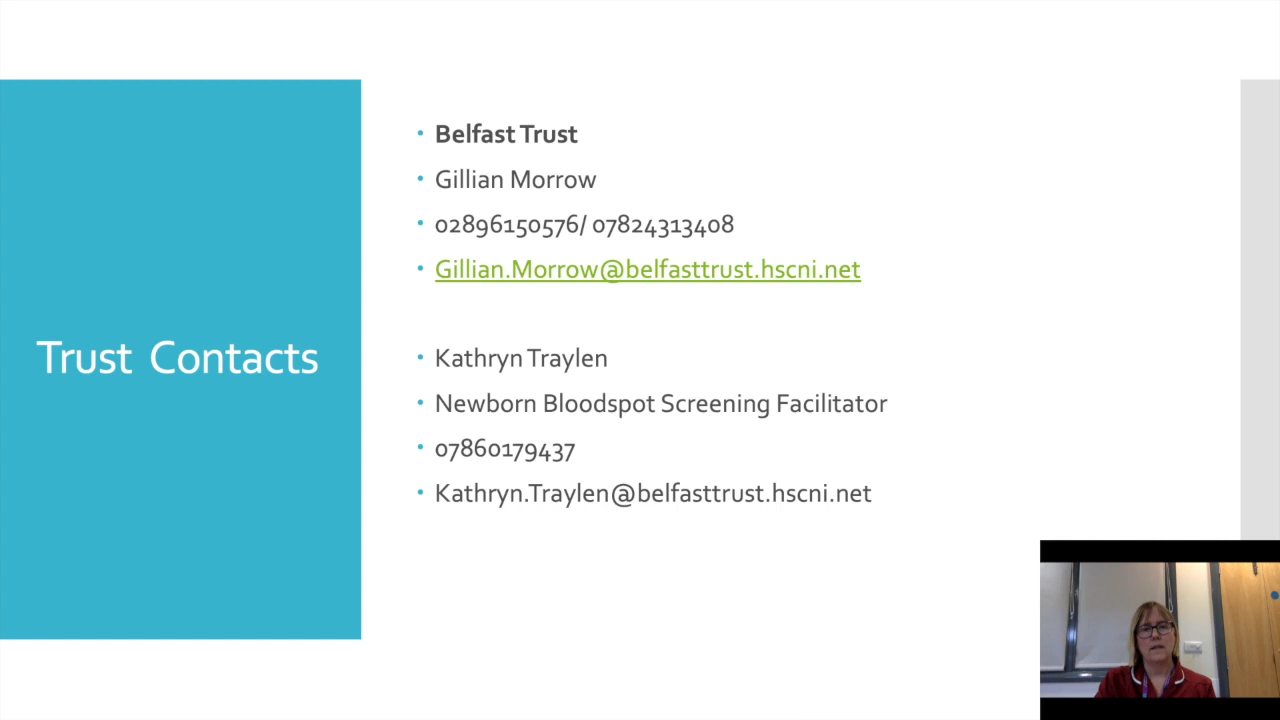 Trust Contacts
Belfast Trust
Gillian Morrow
02896150576/ 07824313408
Gillian.Morrow@belfasttrust.hscni.net
Kathryn Traylen
Newborn Bloodspot Screening Facilitator
07860179437
Kathryn.Traylen@belfasttrust.hscni.net